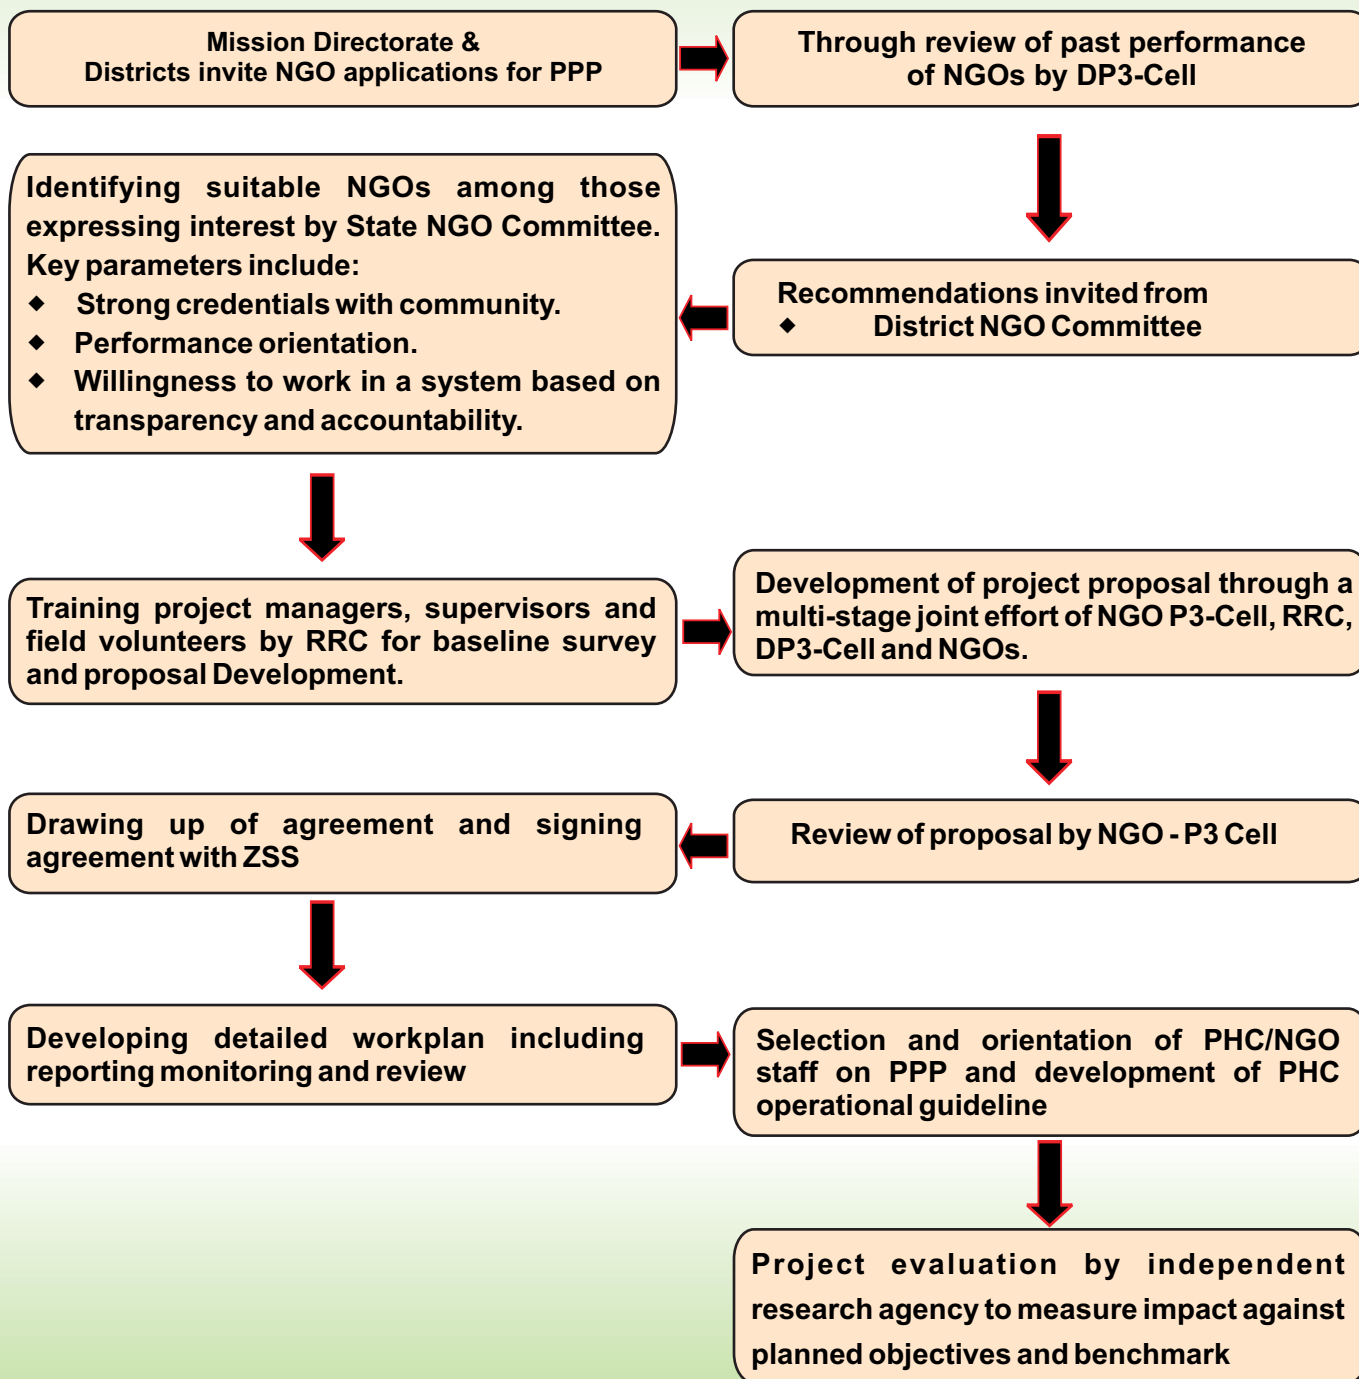 Mission Directorate &
Districts invite NGO applications for PPP
Through review of past performance
of NGOs by DP3-Cell
Recommendations invited from
◆ District NGO Committee
Identifying suitable NGOs among those
expressing interest by State NGO Committee.
Key parameters include:
◆ Strong credentials with community.
◆ Performance orientation.
◆ Willingness to work in a system based on
transparency and accountability.
Training project managers, supervisors and
field volunteers by RRC for baseline survey
and proposal Development.
Development of project proposal through a
multi-stage joint effort of NGO P3-Cell, RRC,
DP3-Cell and NGOs.
Review of proposal by NGO - P3 Cell
Drawing up of agreement and signing
agreement with ZSS
Developing detailed workplan including
reporting monitoring and review
Selection and orientation of PHC/NGO
staff on PPP and development of PHC
operational guideline
Project evaluation by independent
research agency to measure impact against
planned objectives and benchmark